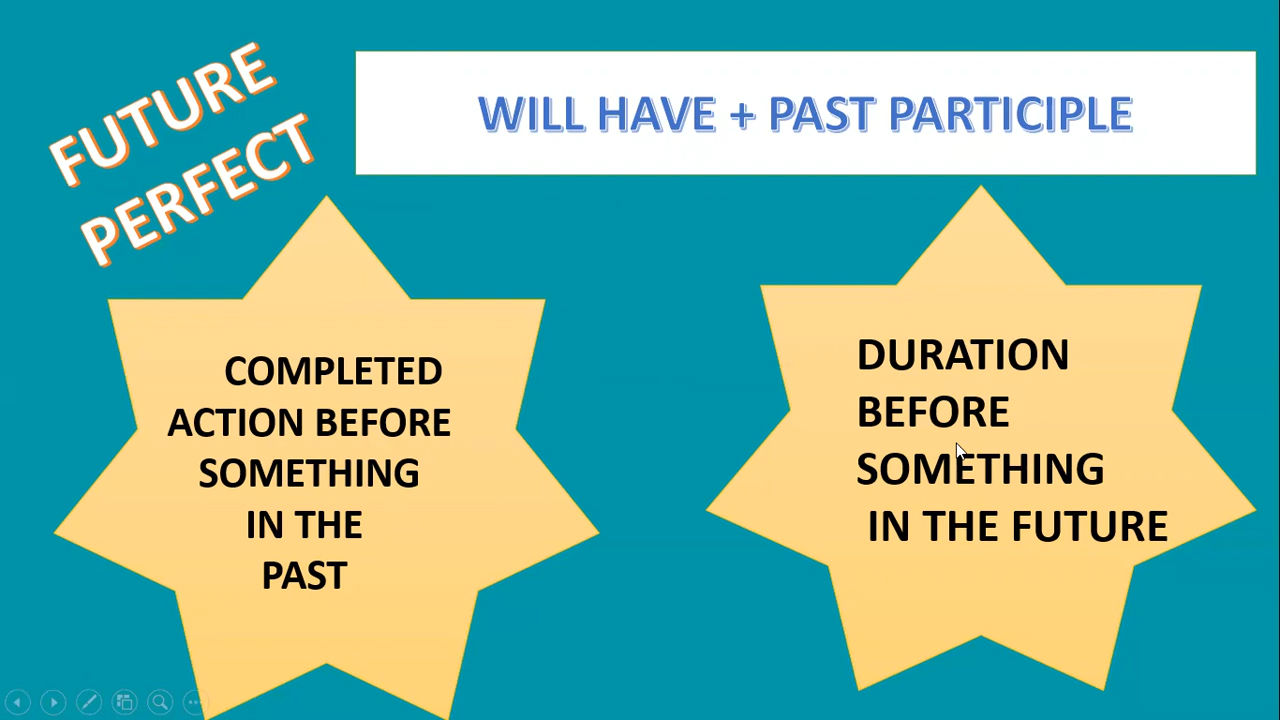 FUTURE
PERFECT
WILL HAVE + PAST PARTICIPLE
COMPLETED
ACTION BEFORE
SOMETHING
IN THE
PAST
DURATION
BEFORE
SOMETHING
IN THE FUTURE